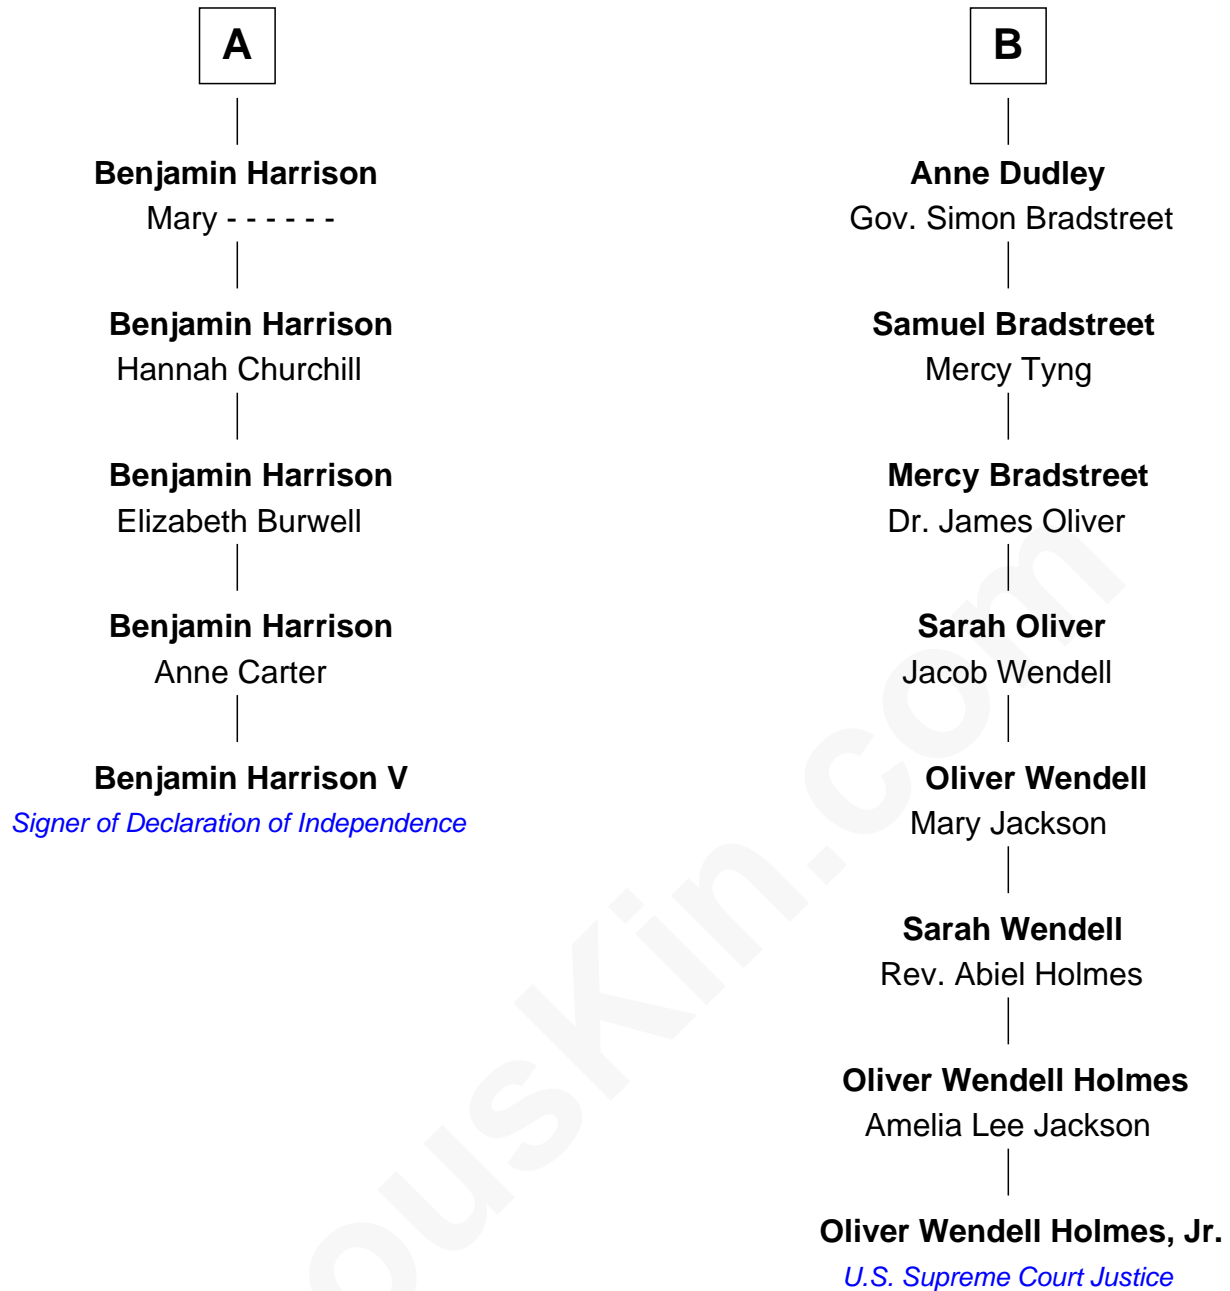 A
Benjamin Harrison
Mary - - - - - -
Benjamin Harrison
Hannah Churchill
Benjamin Harrison
Elizabeth Burwell
Benjamin Harrison
Anne Carter
Benjamin Harrison V
Signer of Declaration of Independence
B
Anne Dudley
Gov. Simon Bradstreet
Samuel Bradstreet
Mercy Tyng
Mercy Bradstreet
Dr. James Oliver
Sarah Oliver
Jacob Wendell
Oliver Wendell
Mary Jackson
Sarah Wendell
Rev. Abiel Holmes
Oliver Wendell Holmes
Amelia Lee Jackson
Oliver Wendell Holmes, Jr.
U.S. Supreme Court Justice
ousKin.com